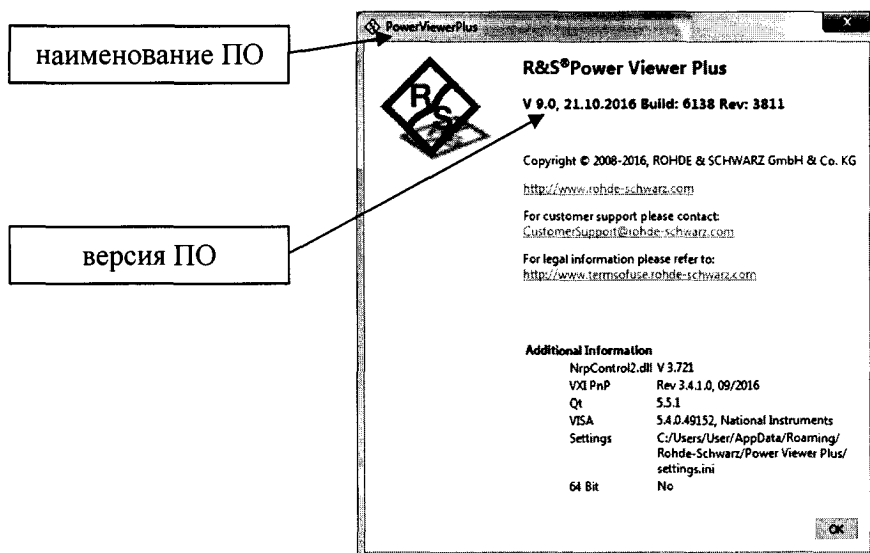 наименование ПО
версия ПО
PowerViewerPlus
R&S
R&S®Power Viewer Plus
V 9.0, 21.10.2016 Build: 6138 Rev: 3811
Copyright © 2008-2016, ROHDE & SCHWARZ GmbH & Co. KG
http://www.rohde-schwarz.com
For customer support please contact:
CustomerSupport@rohde-schwarz.com
For legal information please refer to:
http://www.termsofuse.rohde-schwarz.com
Additional Information
NrpControl2.dll V 3.721
VXI PnP Rev 3.4.1.0, 09/2016
Qt 5.5.1
VISA 5.4.0.49152, National Instruments
Settings C:/Users/User/AppData/Roaming/
Rohde-Schwarz/Power Viewer Plus/
settings.ini
64 Bit No
OK